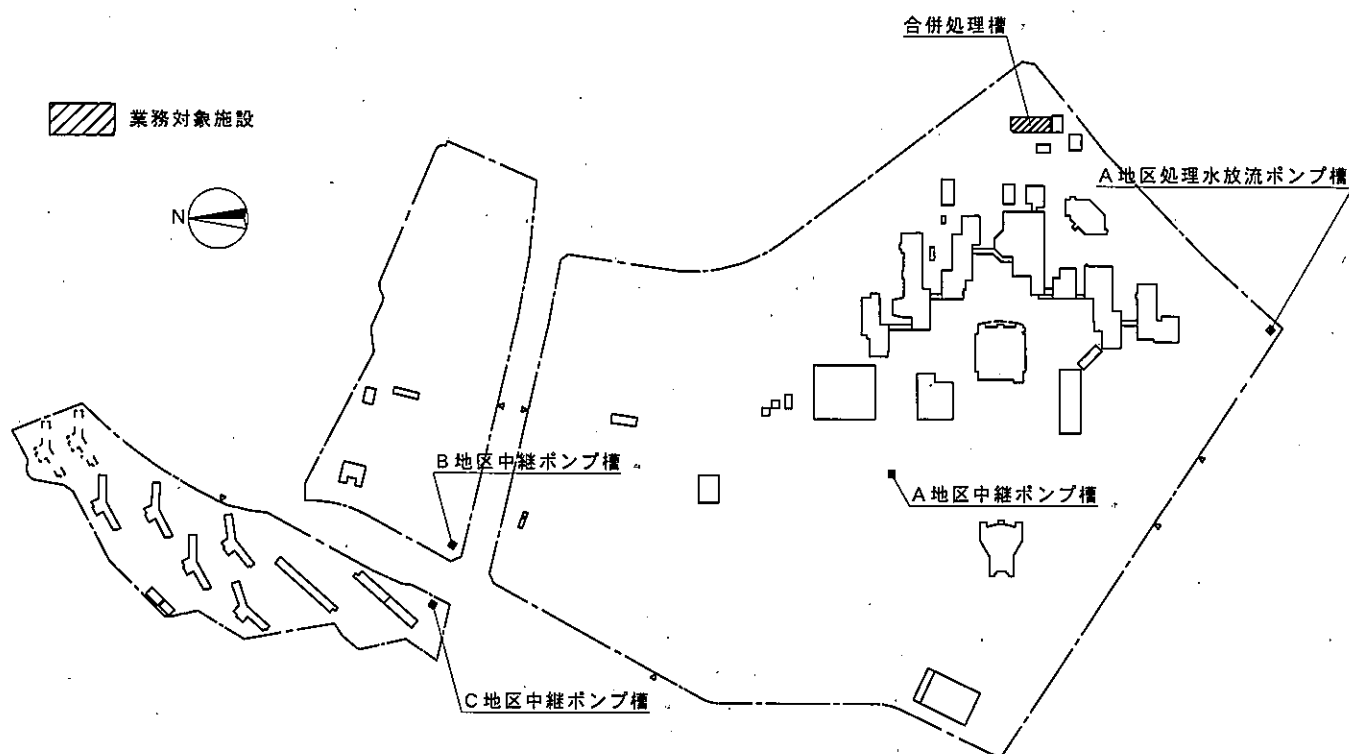 合併処理槽
業務対象施設
A地区処理水放流ポンプ槽
N
B地区中継ポンプ槽
A地区中継ポンプ槽
C地区中継ポンプ槽